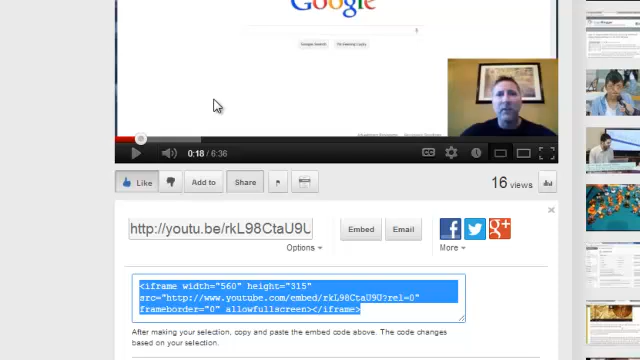 Google
0:18 / 6:36
Like
Add to
Share
16 views
http://youtu.be/rkL98CtaU9U
Embed
Email
Options
More
<iframe width="560" height="315"
src="http://www.youtube.com/embed/rkL98CtaU9U?rel=0"
frameborder="0" allowfullscreen></iframe>
After making your selection, copy and paste the embed code above. The code changes
based on your selection.